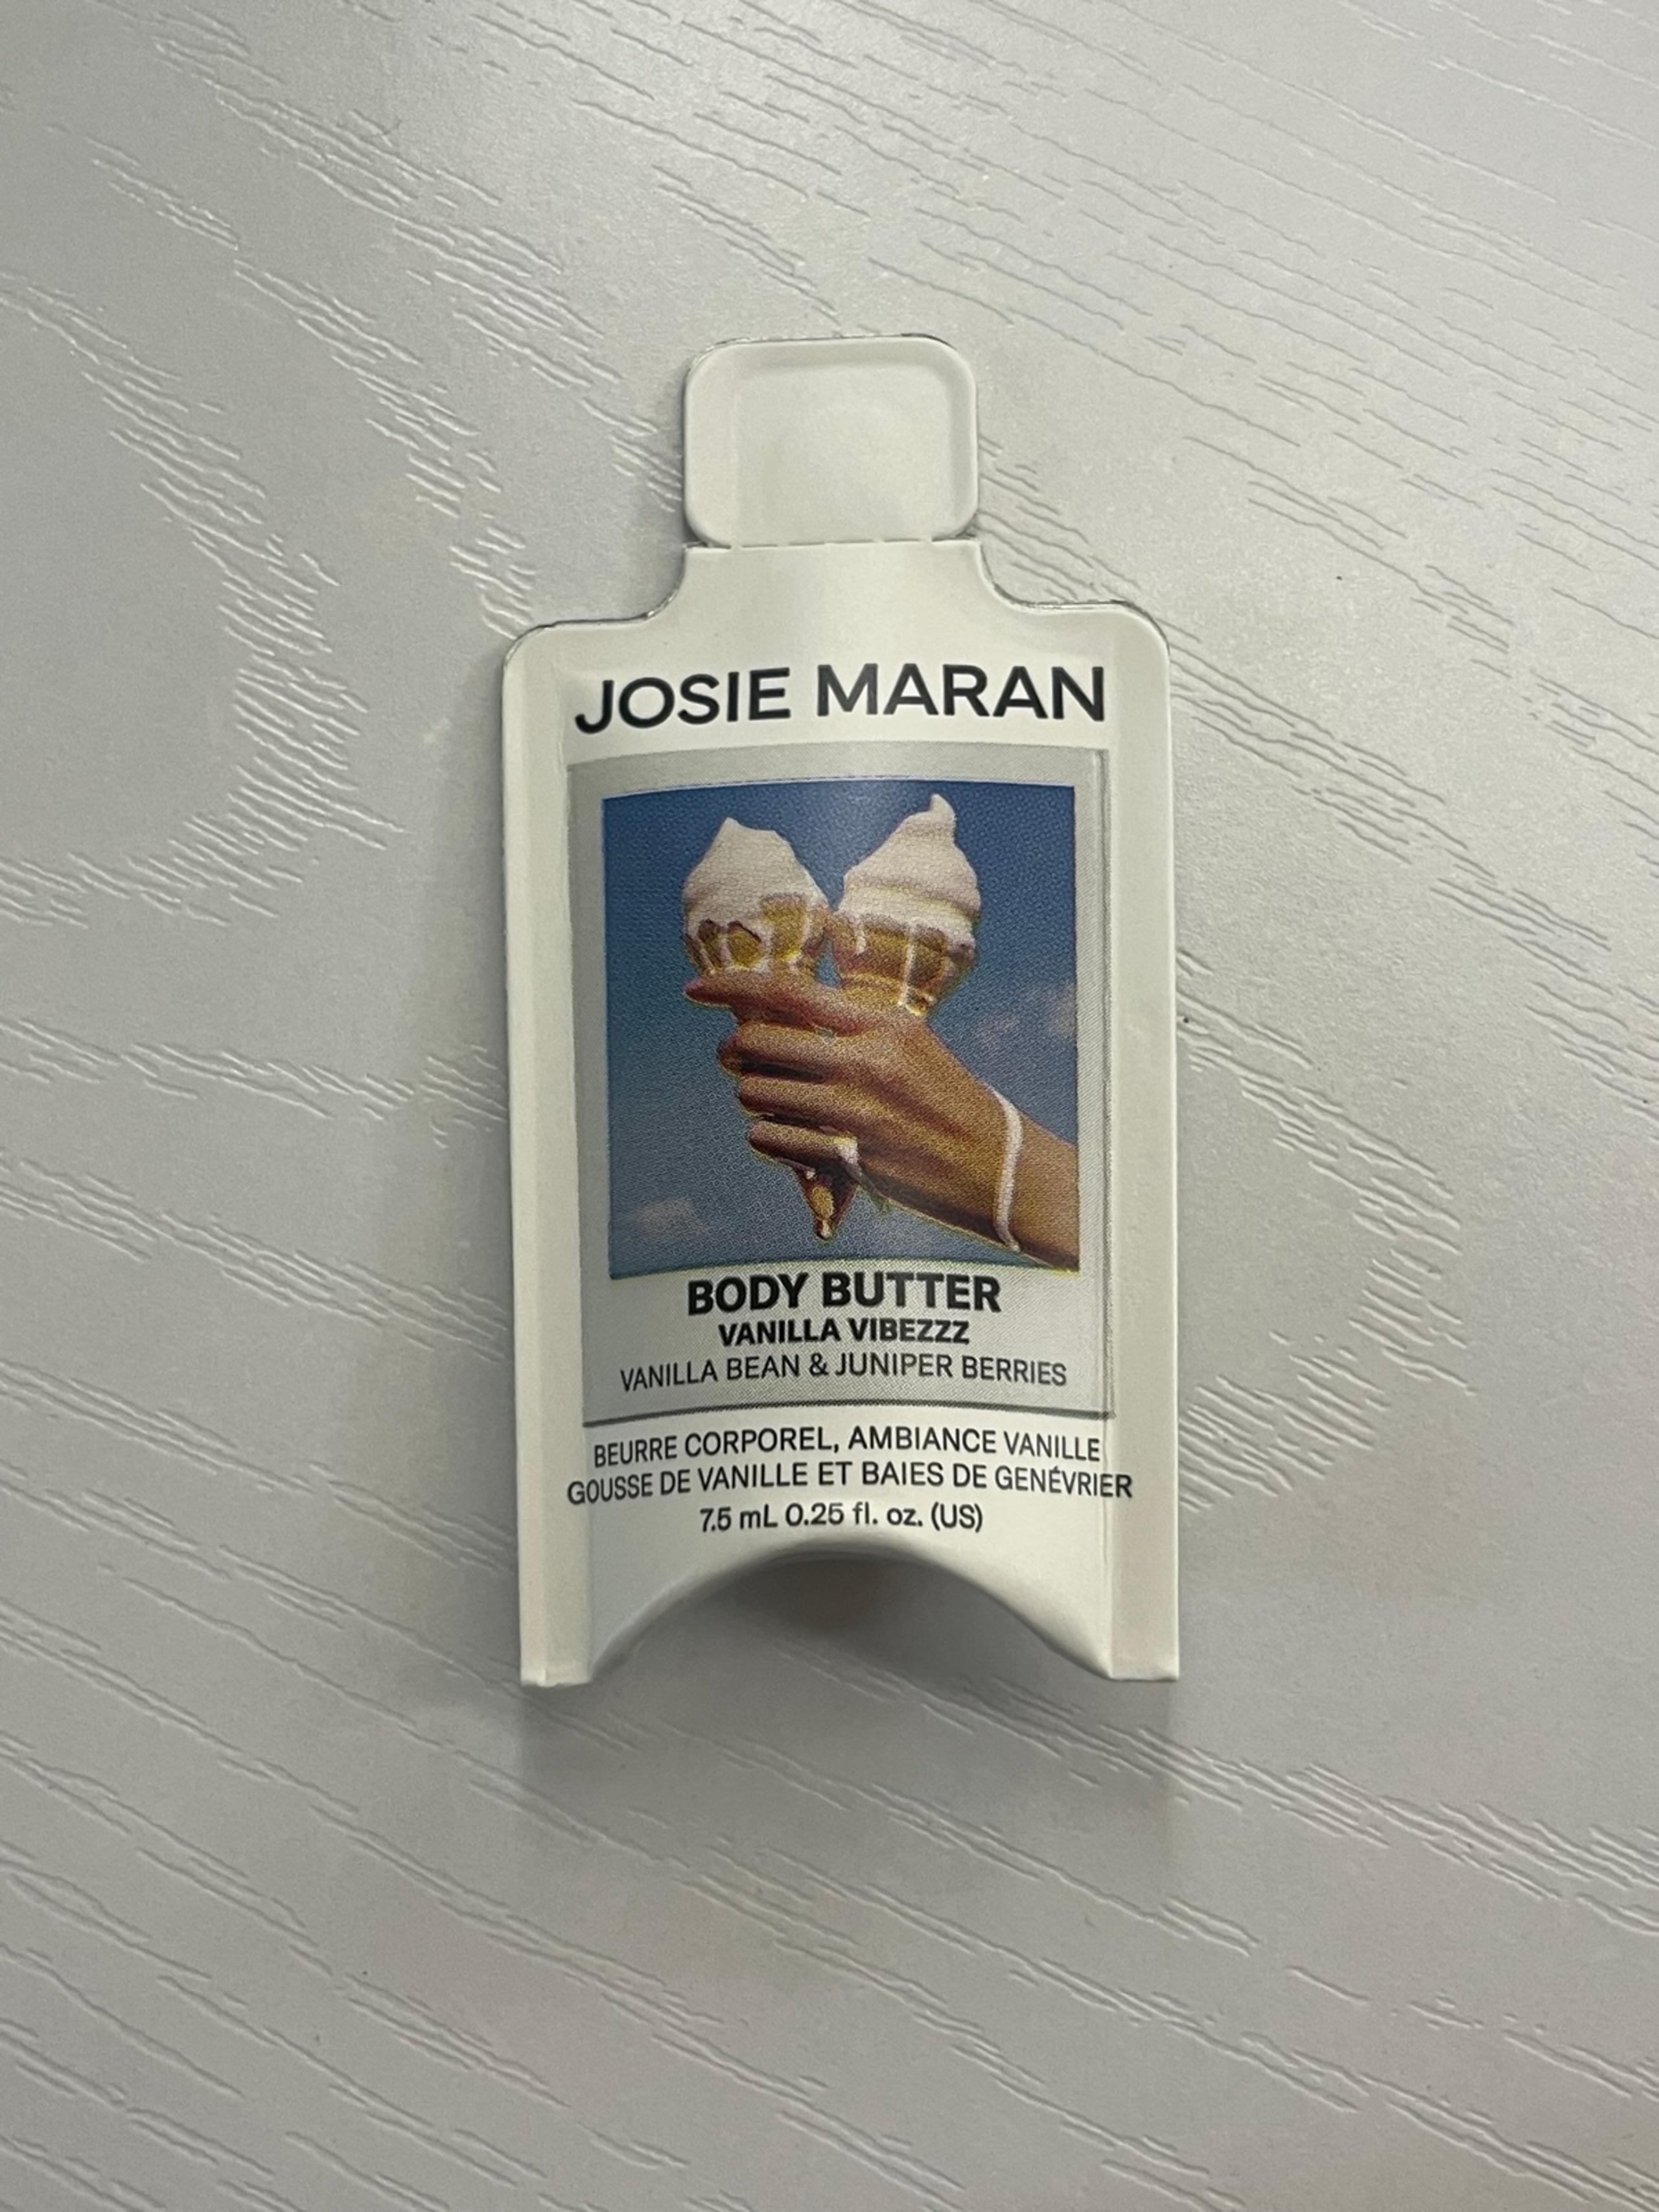 JOSIE MARAN
BODY BUTTER
VANILLA VIBEZZZ
VANILLA BEAN & JUNIPER BERRIES
BEURRE CORPOREL, AMBIANCE VANILLE
GOUSSE DE VANILLE ET BAIES DE GENÉVRIER
7.5 mL 0.25 fl. oz. (US)